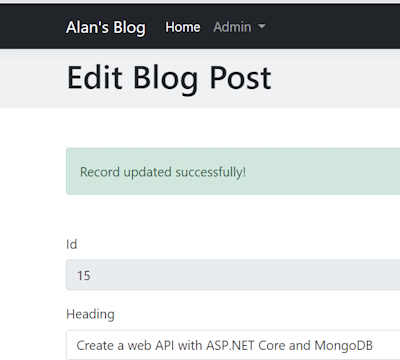 Alan's Blog Home Admin
Edit Blog Post
Record updated successfully!
Id
15
Heading
Create a web API with ASP.NET Core and MongoDB